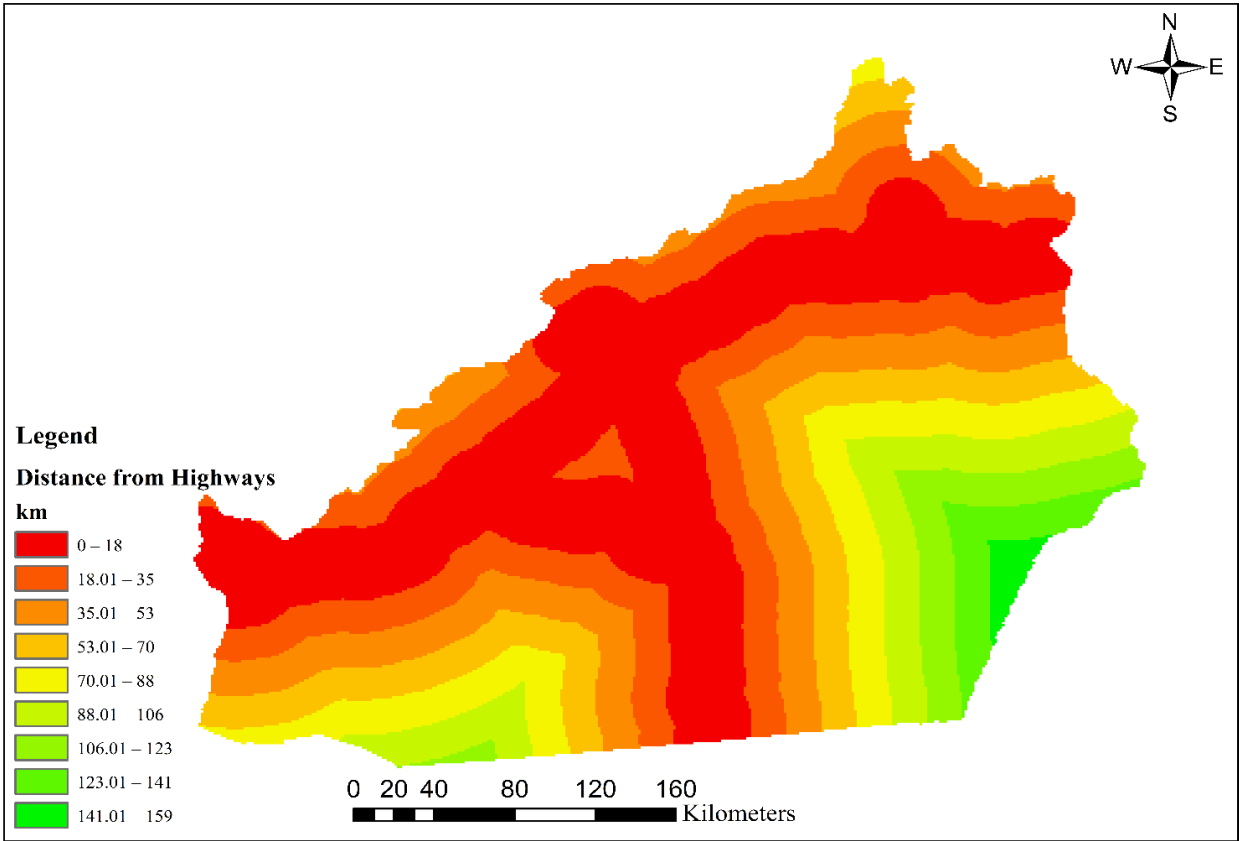 N
W E
S
Legend
Distance from Highways
km
0 – 18
18.01 – 35
35.01 53
53.01 – 70
70.01 – 88
88.01 106
106.01 – 123
123.01 – 141
141.01 159
0 20 40 80 120 160
Kilometers